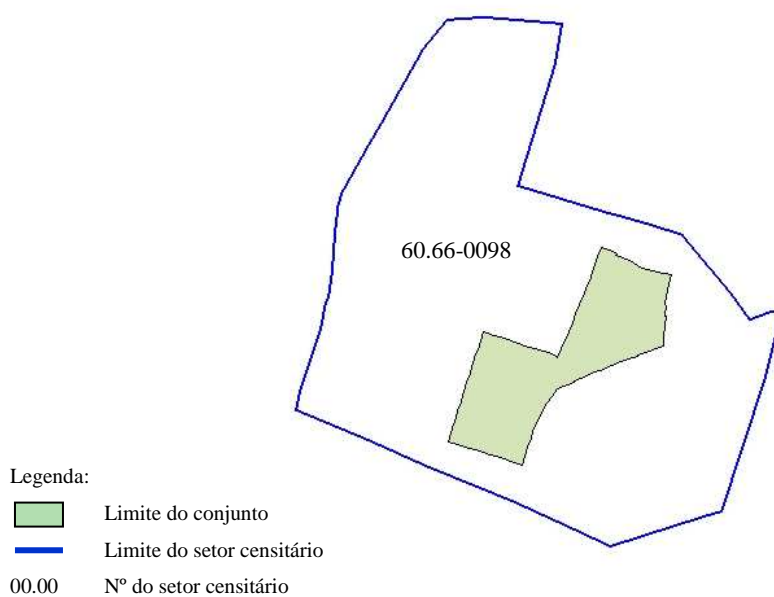 60.66-0098
Legenda:
Limite do conjunto
Limite do setor censitário
00.00 Nº do setor censitário